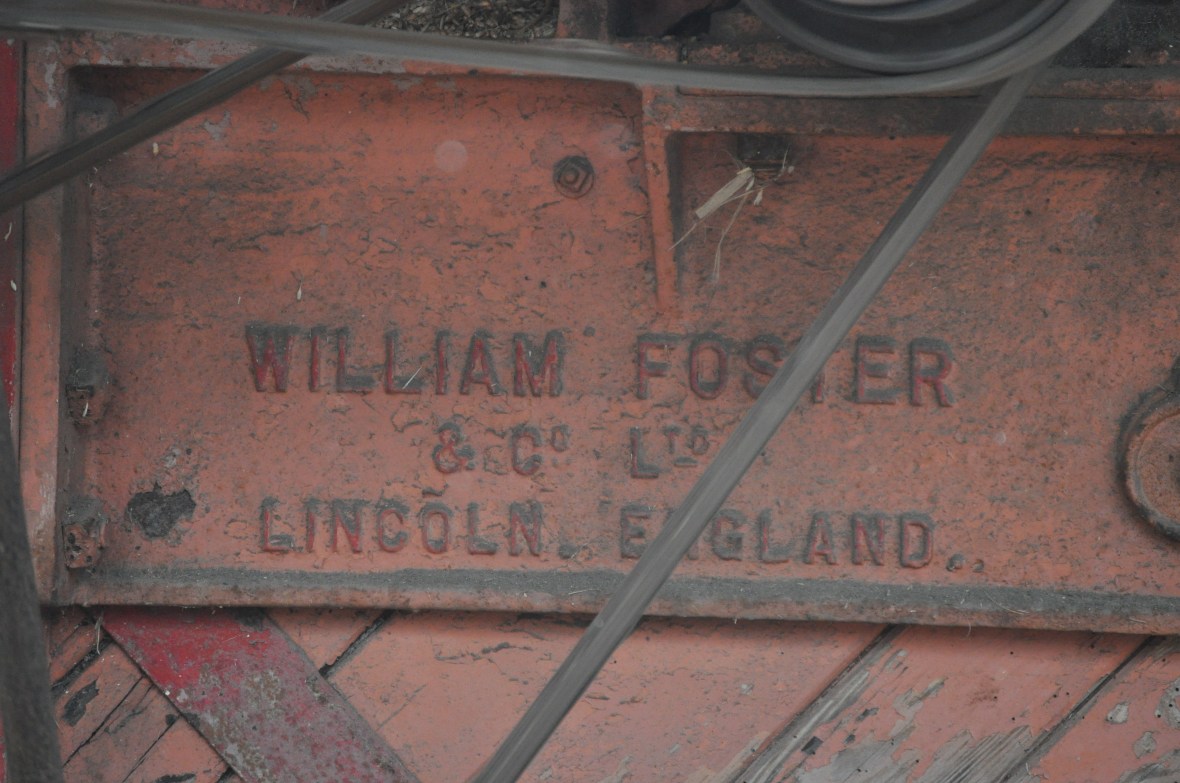 WILLIAM FOSTER
& Cº LTD
LINCOLN. ENGLAND..